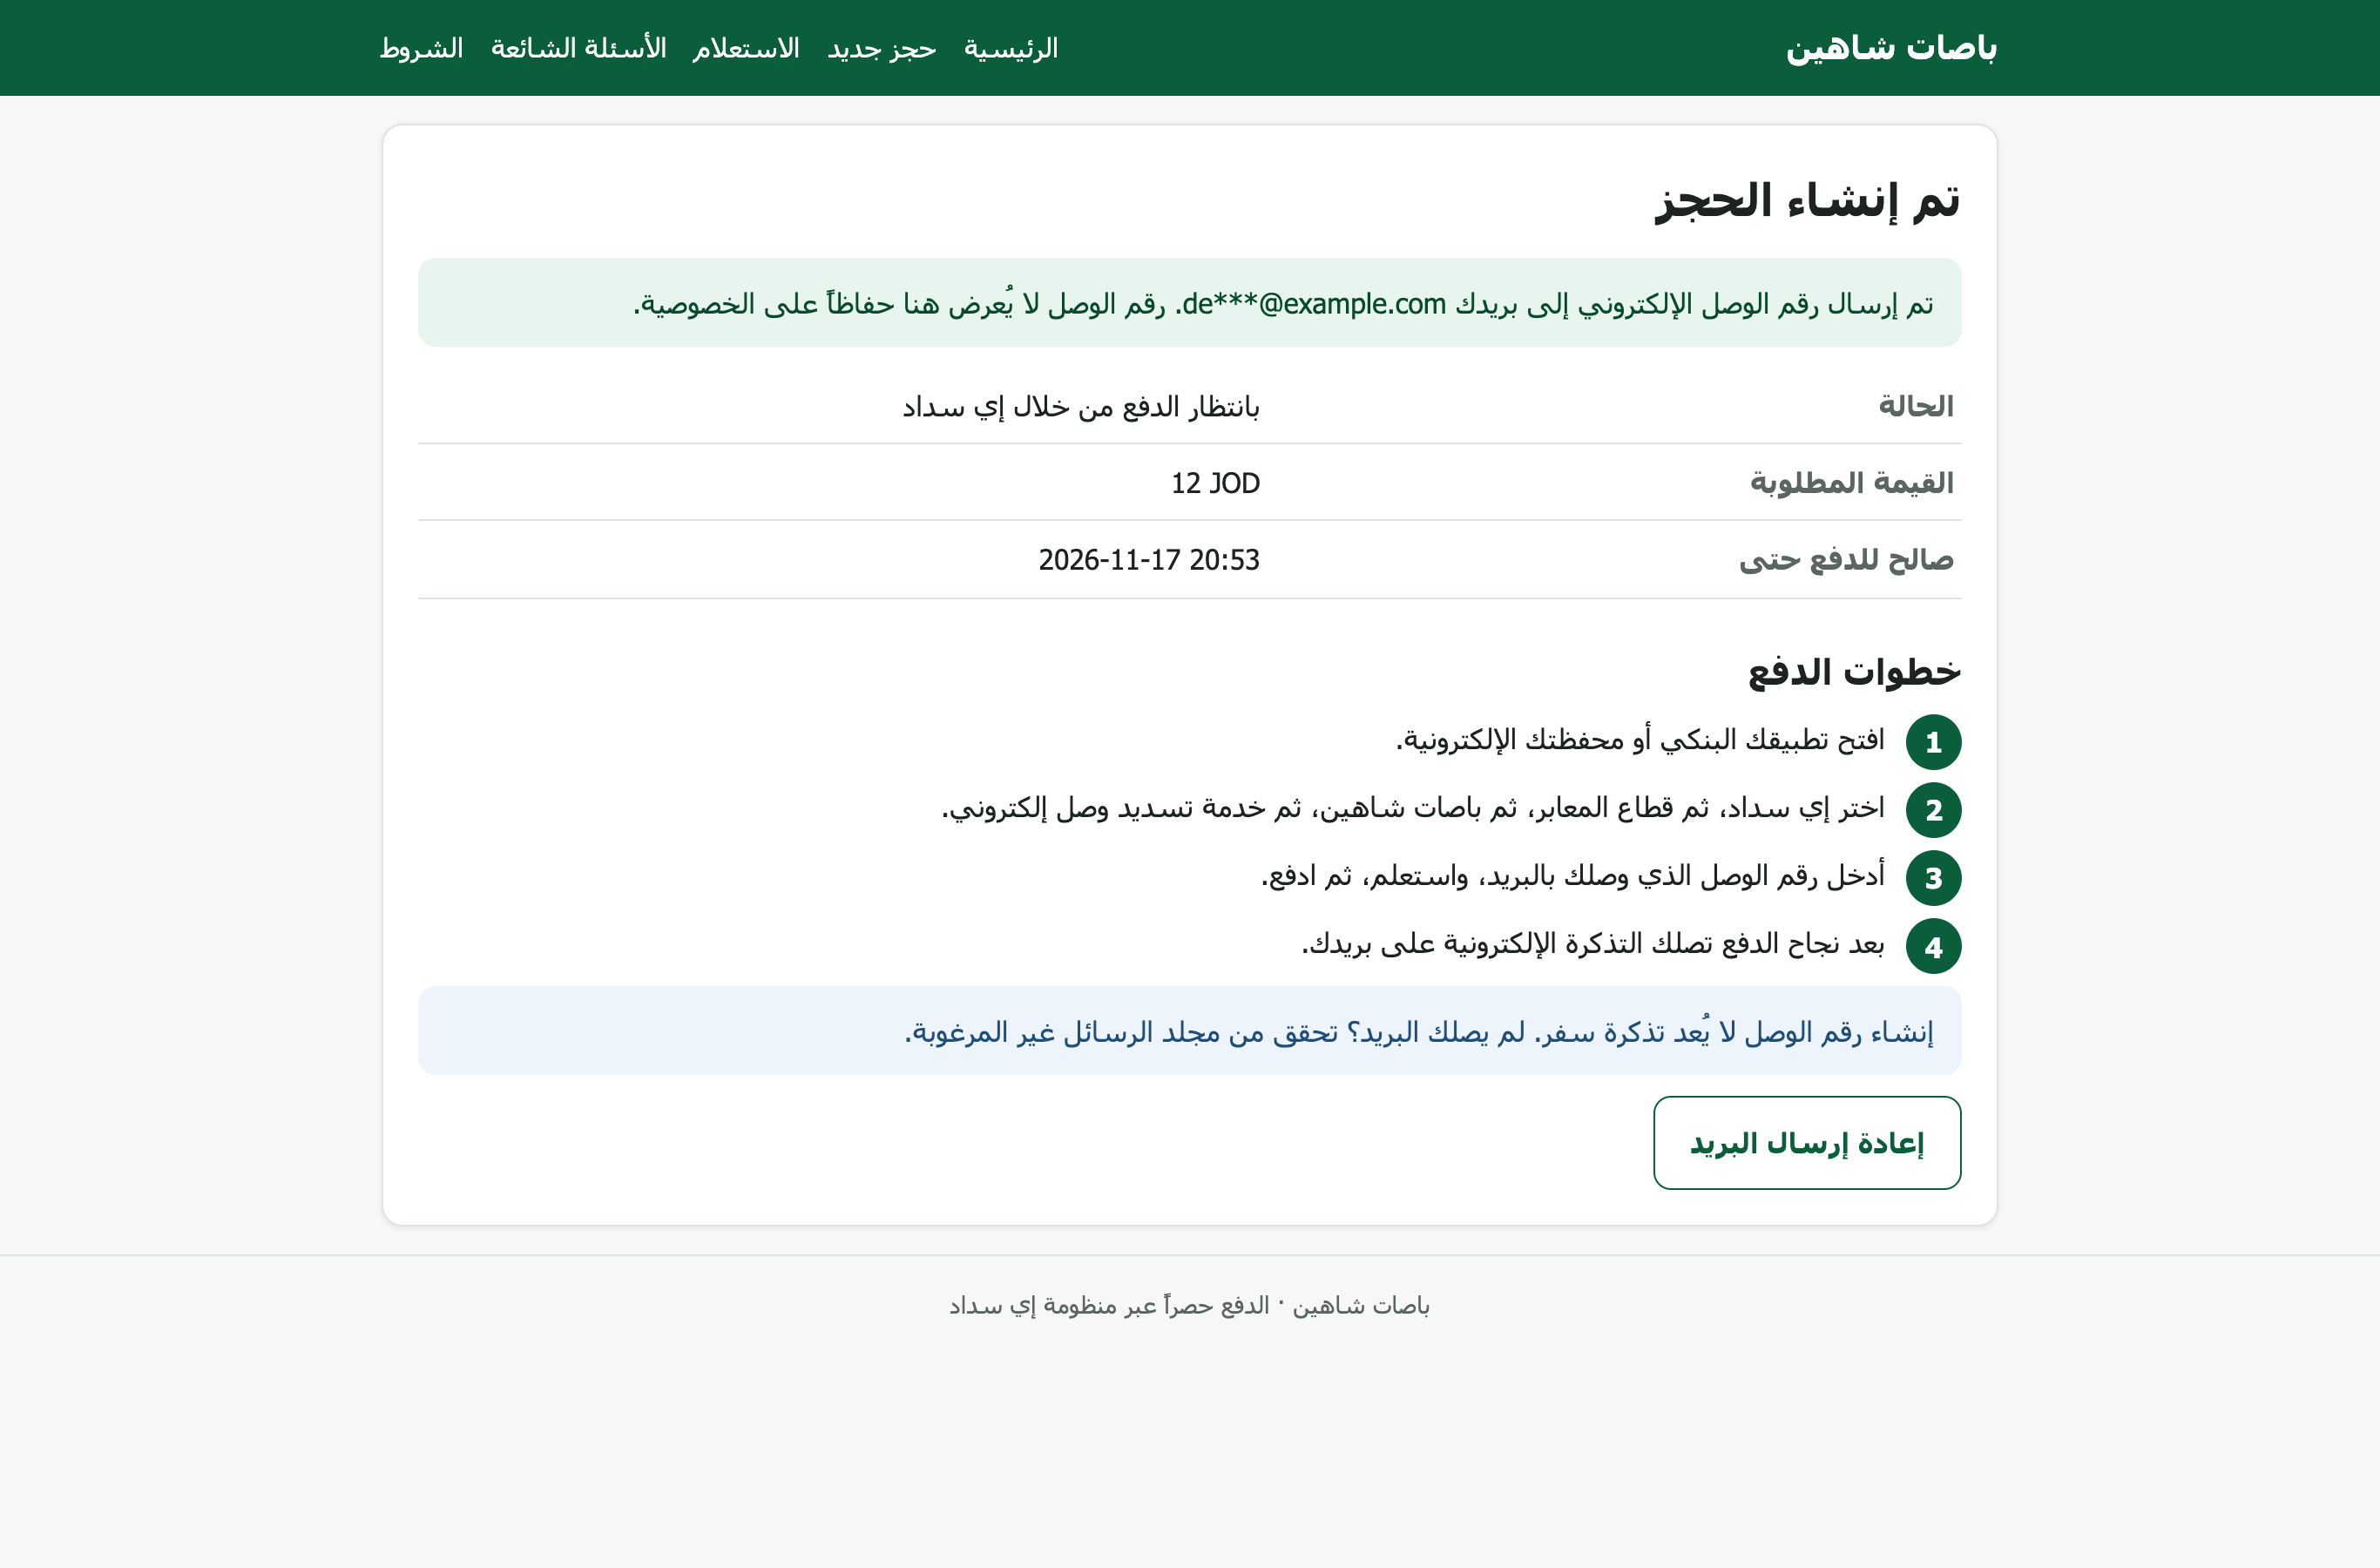 باصات شاهين
الرئيسية حجز جديد الاستعلام الأسئلة الشائعة الشروط
تم إنشاء الحجز
تم إرسال رقم الوصل الإلكتروني إلى بريدك de***@example.com. رقم الوصل لا يُعرض هنا حفاظاً على الخصوصية.
الحالة بانتظار الدفع من خلال إي سداد
القيمة المطلوبة 12 JOD
صالح للدفع حتى 2026-11-17 20:53
خطوات الدفع
1 افتح تطبيقك البنكي أو محفظتك الإلكترونية.
2 اختر إي سداد، ثم قطاع المعابر، ثم باصات شاهين، ثم خدمة تسديد وصل إلكتروني.
3 أدخل رقم الوصل الذي وصلك بالبريد، واستعلم، ثم ادفع.
4 بعد نجاح الدفع تصلك التذكرة الإلكترونية على بريدك.
إنشاء رقم الوصل لا يُعد تذكرة سفر. لم يصلك البريد؟ تحقق من مجلد الرسائل غير المرغوبة.
إعادة إرسال البريد
باصات شاهين · الدفع حصراً عبر منظومة إي سداد